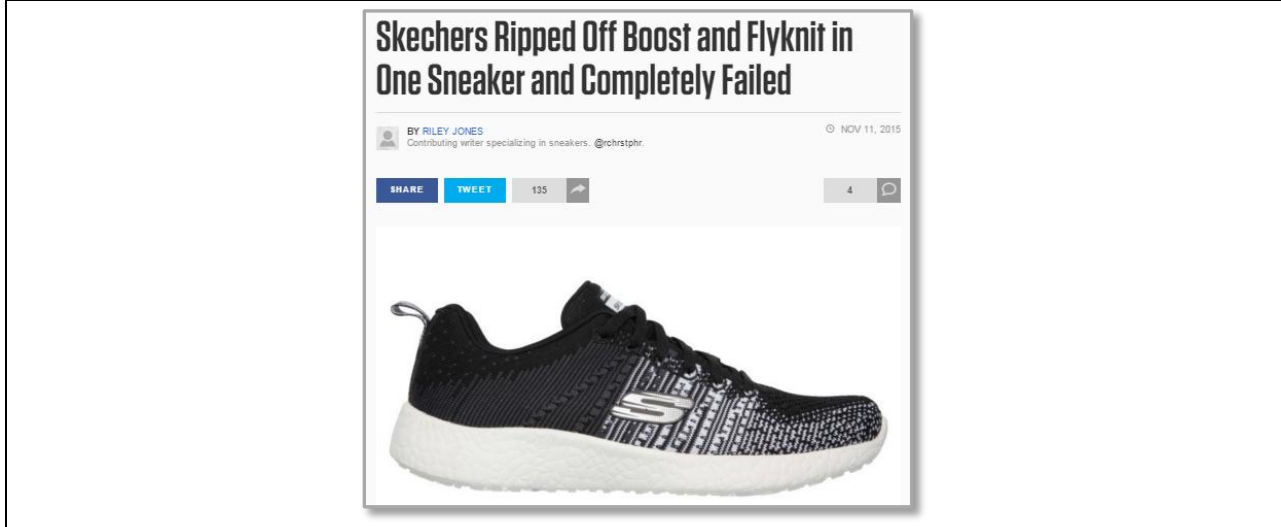 Skechers Ripped Off Boost and Flyknit in
One Sneaker and Completely Failed
BY RILEY JONES
NOV 11, 2015
Contributing writer specializing in sneakers. @rchrstphr.
SHARE
TWEET
135
4